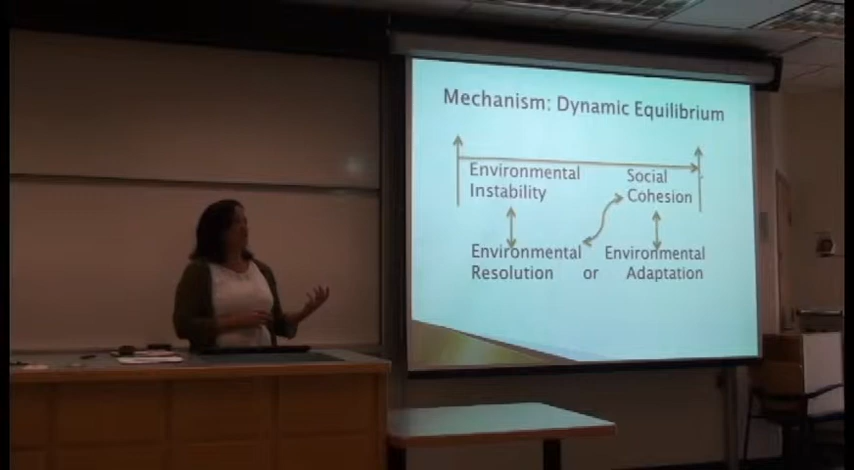 Mechanism: Dynamic Equilibrium
Environmental Social
Instability Cohesion
Environmental Environmental
Resolution or Adaptation